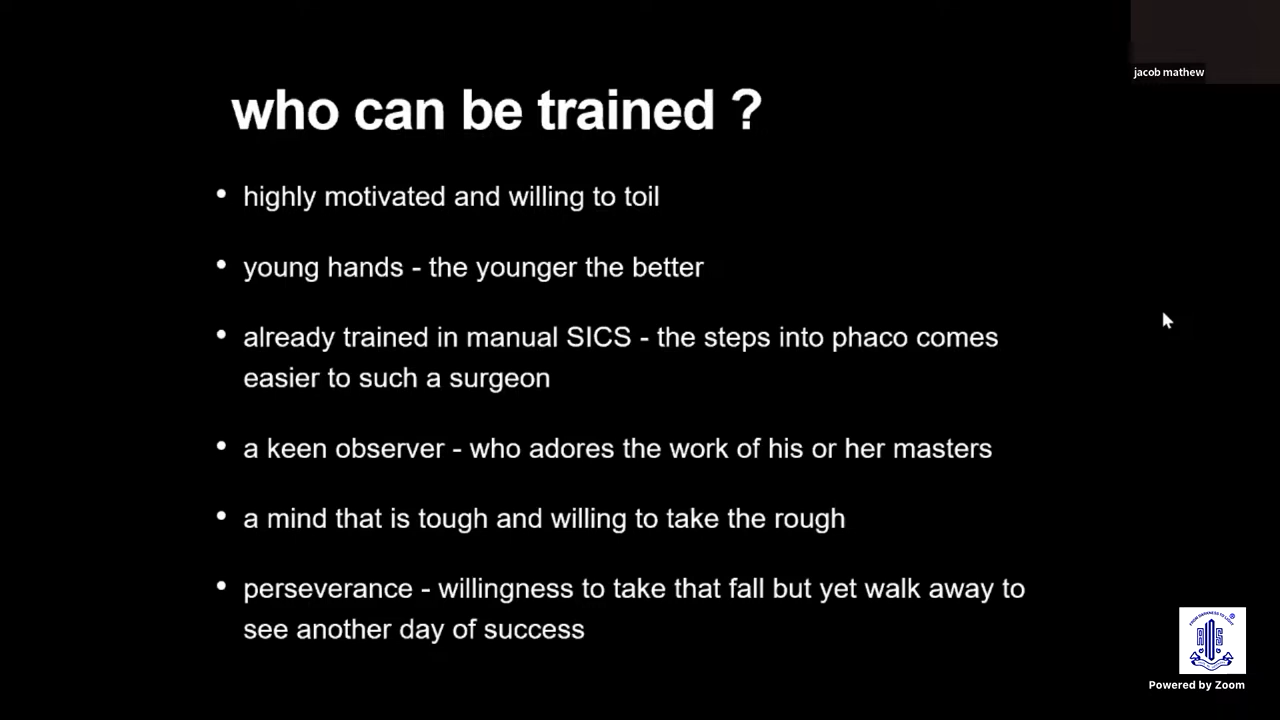 jacob mathew
who can be trained ?
• highly motivated and willing to toil
• young hands - the younger the better
• already trained in manual SICS - the steps into phaco comes
easier to such a surgeon
• a keen observer - who adores the work of his or her masters
• a mind that is tough and willing to take the rough
• perseverance - willingness to take that fall but yet walk away to
see another day of success
Powered by Zoom